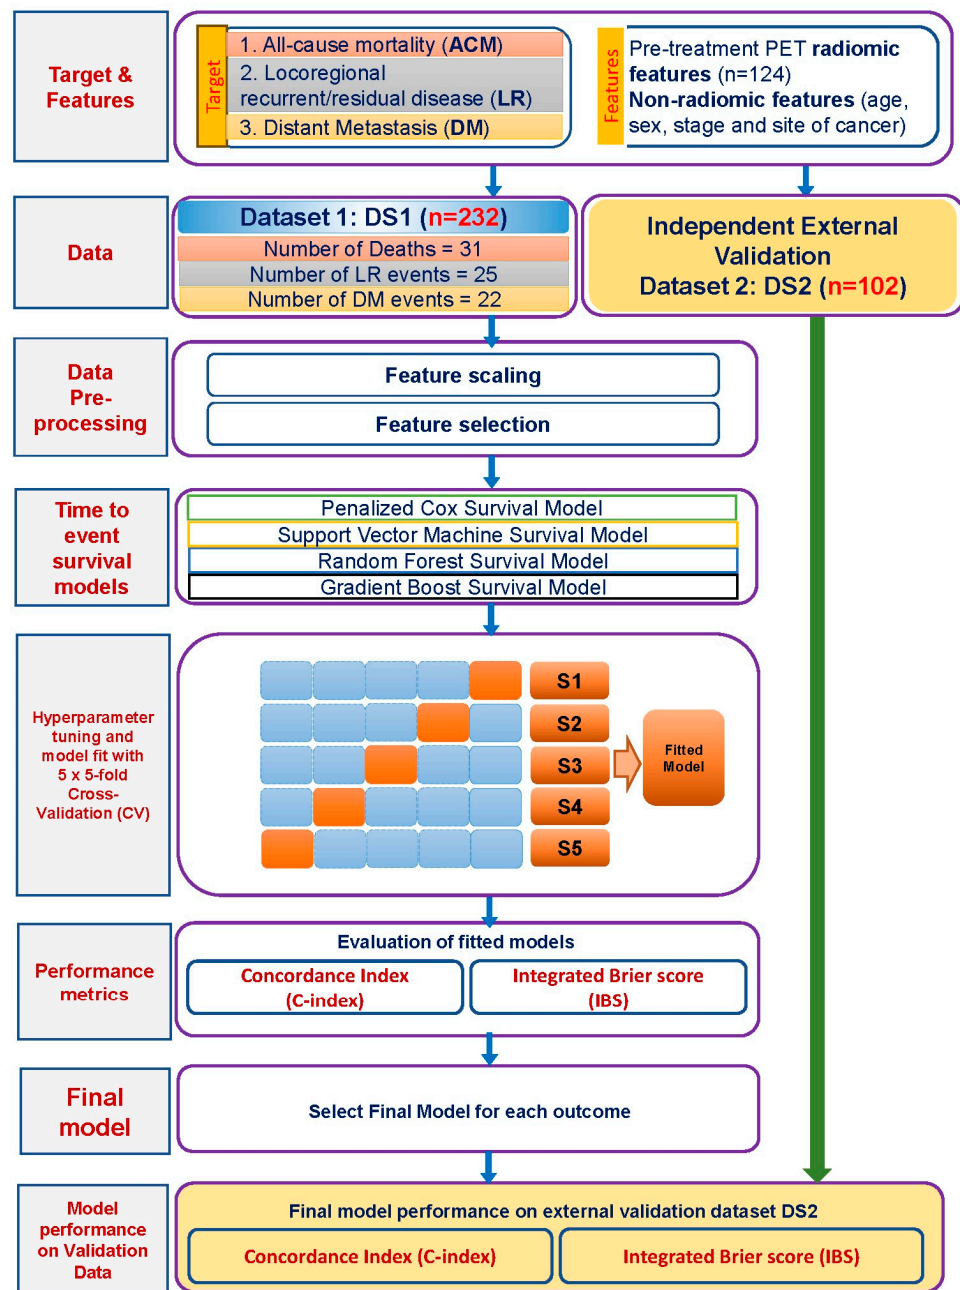 Target &
Features
Target
1. All-cause mortality (ACM)
2. Locoregional
recurrent/residual disease (LR)
3. Distant Metastasis (DM)
Features
Pre-treatment PET radiomic
features (n=124)
Non-radiomic features (age,
sex, stage and site of cancer)
Data
Dataset 1: DS1 (n=232)
Number of Deaths = 31
Number of LR events = 25
Number of DM events = 22
Independent External
Validation
Dataset 2: DS2 (n=102)
Data
Pre-
processing
Feature scaling
Feature selection
Time to
event
survival
models
Penalized Cox Survival Model
Support Vector Machine Survival Model
Random Forest Survival Model
Gradient Boost Survival Model
Hyperparameter
tuning and
model fit with
5 x 5-fold
Cross-
Validation (CV)
S1
S2
S3
S4
S5
Fitted
Model
Performance
metrics
Evaluation of fitted models
Concordance Index
(C-index)
Integrated Brier score
(IBS)
Final
model
Select Final Model for each outcome
Model
performance
on Validation
Data
Final model performance on external validation dataset DS2
Concordance Index (C-index)
Integrated Brier score (IBS)